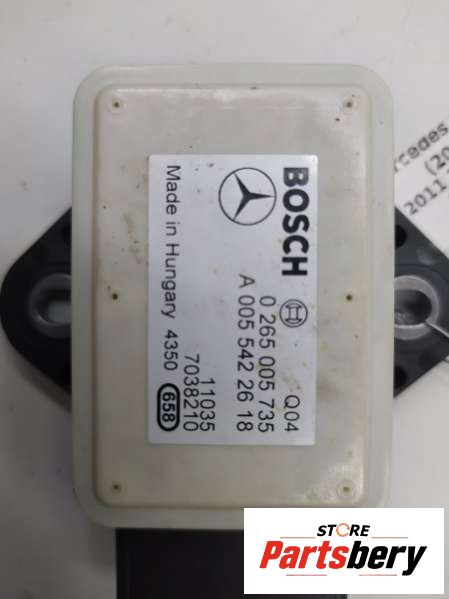 BOSCH
Q04
0 265 005 735
A 005 542 26 18
11035
7038210
Made in Hungary 4350
658
(20
2011
STORE
Partsbery